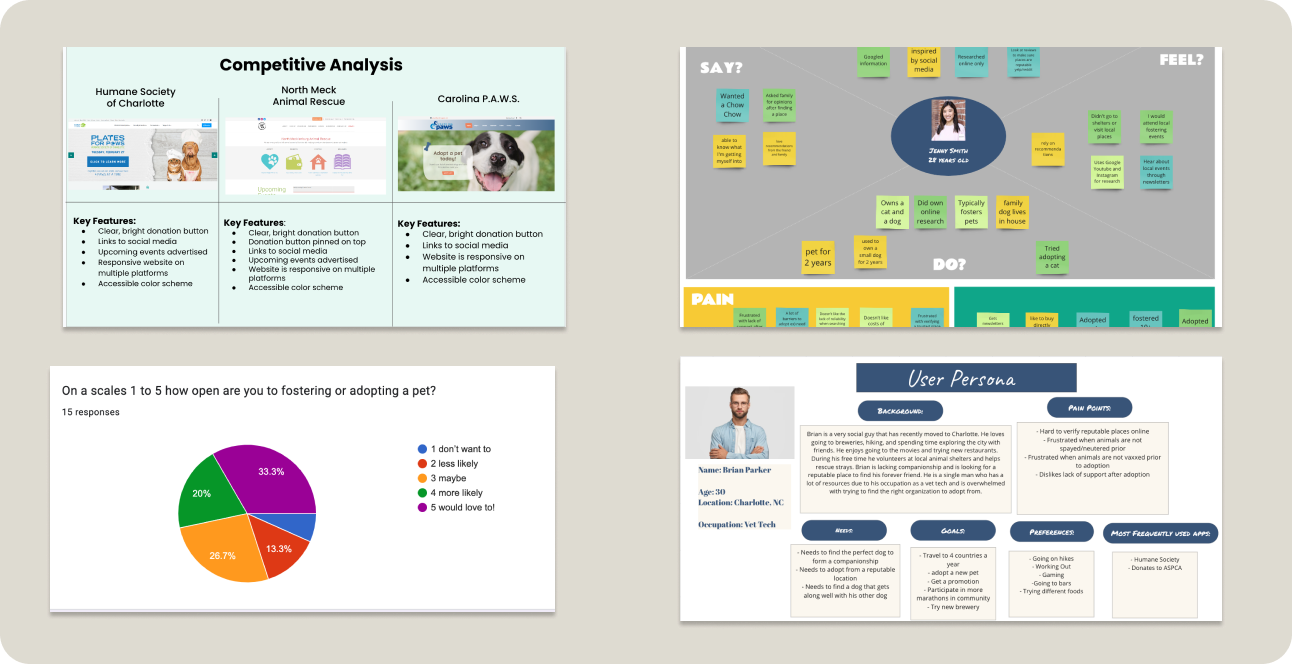 Competitive Analysis
Humane Society
of Charlotte
North Meck
Animal Rescue
Carolina P.A.W.S.
PLATES
FOR PAWS
CLICK TO LEARN MORE
Upcoming
paws
Adopt a pet
today!
Key Features:
● Clear, bright donation button
● Links to social media
● Upcoming events advertised
● Responsive website on
multiple platforms
● Accessible color scheme
Key Features:
● Clear, bright donation button
● Donation button pinned on top
● Links to social media
● Upcoming events advertised
● Website is responsive on multiple
platforms
● Accessible color scheme
Key Features:
● Clear, bright donation button
● Links to social media
● Website is responsive on
multiple platforms
● Accessible color scheme
SAY?
FEEL?
Googled
information
inspired
by social
media
Researched
online only
Wanted
a Chow
Chow
Asked family
for opinions
after finding
a place
able to
know what
I'm getting
myself into
JENNY SMITH
28 YEARS OLD
rely on
Didn't go to
shelters or
visit local
places
I would
attend local
fostering
events
Uses Google
Youtube and
Instagram
for research
Hear about
local events
through
newsletters
Owns a
cat and
a dog
Did own
online
research
Typically
fosters
pets
family
dog lives
in house
pet for
2 years
used to
own a
small dog
for 2 years
DO?
Tried
adopting
a cat
PAIN
Frustrated
with lack of
A lot of
Doesn't like the
Doesn't like
costs of
Frustrated
with verifying
newsletters
like to buy
directly
Adopted
fostered
Adopted
On a scales 1 to 5 how open are you to fostering or adopting a pet?
15 responses
33.3%
20%
26.7%
13.3%
1 don't want to
2 less likely
3 maybe
4 more likely
5 would love to!
User Persona
Name: Brian Parker
Age: 30
Location: Charlotte, NC
Occupation: Vet Tech
BACKGROUND:
Brian is a very social guy that has recently moved to Charlotte. He loves
going to breweries, hiking, and spending time exploring the city with
friends. He enjoys going to the movies and trying new restaurants.
During his free time he volunteers at local animal shelters and helps
rescue strays. Brian is lacking companionship and is looking for a
reputable place to find his forever friend. He is a single man who has a
lot of resources due to his occupation as a vet tech and is overwhelmed
with trying to find the right organization to adopt from.
PAIN POINTS:
- Hard to verify reputable places online
- Frustrated when animals are not
spayed/neutered prior
- Frustrated when animals are not vaxxed prior
to adoption
- Dislikes lack of support after adoption
NEEDS:
- Needs to find the perfect dog to
form a companionship
- Needs to adopt from a reputable
location
- Needs to find a dog that gets
along well with his other dog
GOALS:
- Travel to 4 countries a
year
- adopt a new pet
- Get a promotion
- Participate in more
marathons in community
- Try new brewery
PREFERENCES:
- Going on hikes
- Working Out
- Gaming
-Going to bars
- Trying different foods
MOST FREQUENTLY USED APPS:
- Humane Society
- Donates to ASPCA